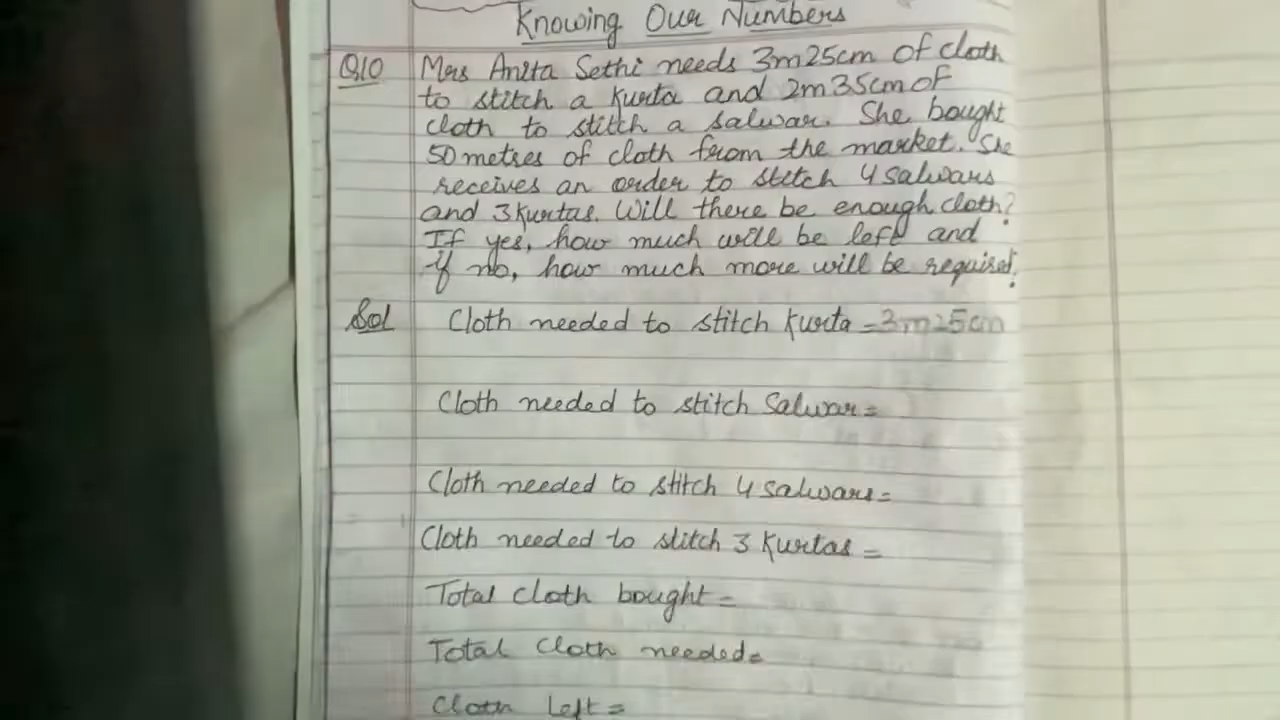 Knowing Our Numbers
Q10 Mrs Anita Sethi needs 3m25cm of cloth
to stitch a Kurta and 2m35cm of
cloth to stitch a salwar. She bought
50 metres of cloth from the market. She
receives an order to stitch 4 salwars
and 3 Kurtas. Will there be enough cloth?
If yes, how much will be left and
if no, how much more will be required?
Sol Cloth needed to stitch Kurta = 3m25cm
Cloth needed to stitch Salwar =
Cloth needed to stitch 4 salwars =
Cloth needed to stitch 3 Kurtas =
Total cloth bought =
Total Cloth needed =
Cloth left =